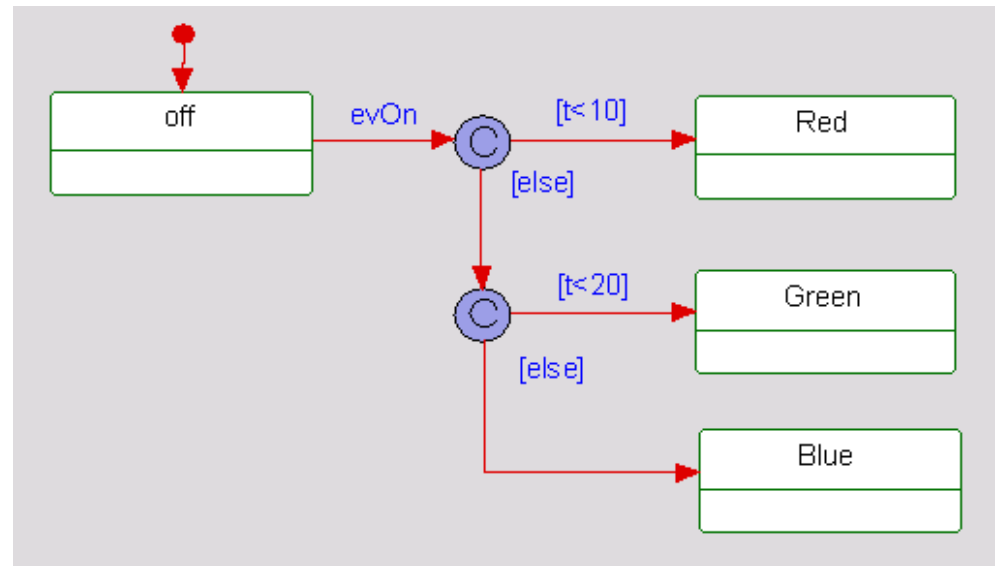 off
evOn
C
[t<10]
Red
[else]
C
[t<20]
Green
[else]
Blue